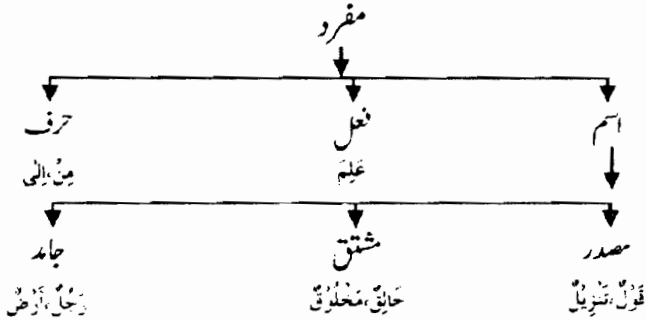 مفرد
اسم فعل حرف
عَلِمَ مِنْ، اِلٰی
مصدر مشتق جامد
قَوْلٌ، تَنْزِیْلٌ خَالِقٌ، مَخْلُوْقٌ رَجُلٌ، اَرْضٌ